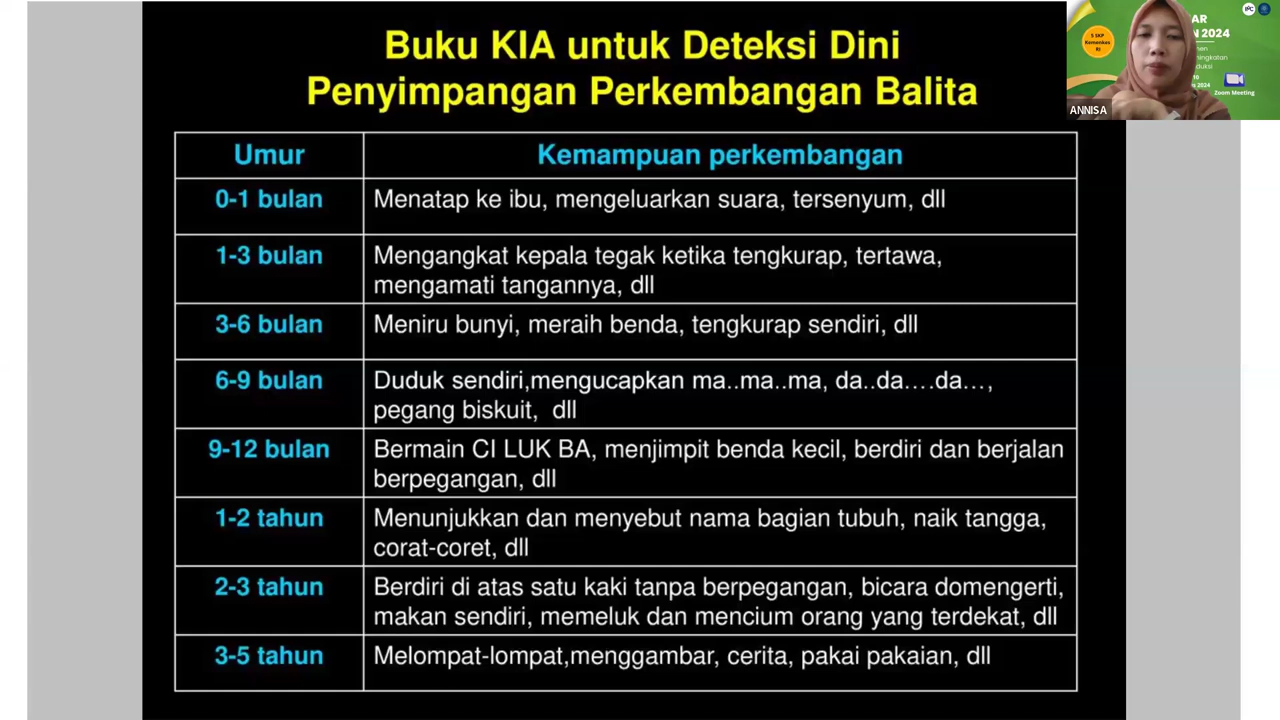 Buku KIA untuk Deteksi Dini
Penyimpangan Perkembangan Balita
Umur
Kemampuan perkembangan
0-1 bulan
Menatap ke ibu, mengeluarkan suara, tersenyum, dll
1-3 bulan
Mengangkat kepala tegak ketika tengkurap, tertawa,
mengamati tangannya, dll
3-6 bulan
Meniru bunyi, meraih benda, tengkurap sendiri, dll
6-9 bulan
Duduk sendiri,mengucapkan ma..ma..ma, da..da….da…,
pegang biskuit,  dll
9-12 bulan
Bermain CI LUK BA, menjimpit benda kecil, berdiri dan berjalan
berpegangan, dll
1-2 tahun
Menunjukkan dan menyebut nama bagian tubuh, naik tangga,
corat-coret, dll
2-3 tahun
Berdiri di atas satu kaki tanpa berpegangan, bicara domengerti,
makan sendiri, memeluk dan mencium orang yang terdekat, dll
3-5 tahun
Melompat-lompat,menggambar, cerita, pakai pakaian, dll
5 SKP
Kemenkes
RI
AR
N 2024
2024
Zoom Meeting
ANNISA